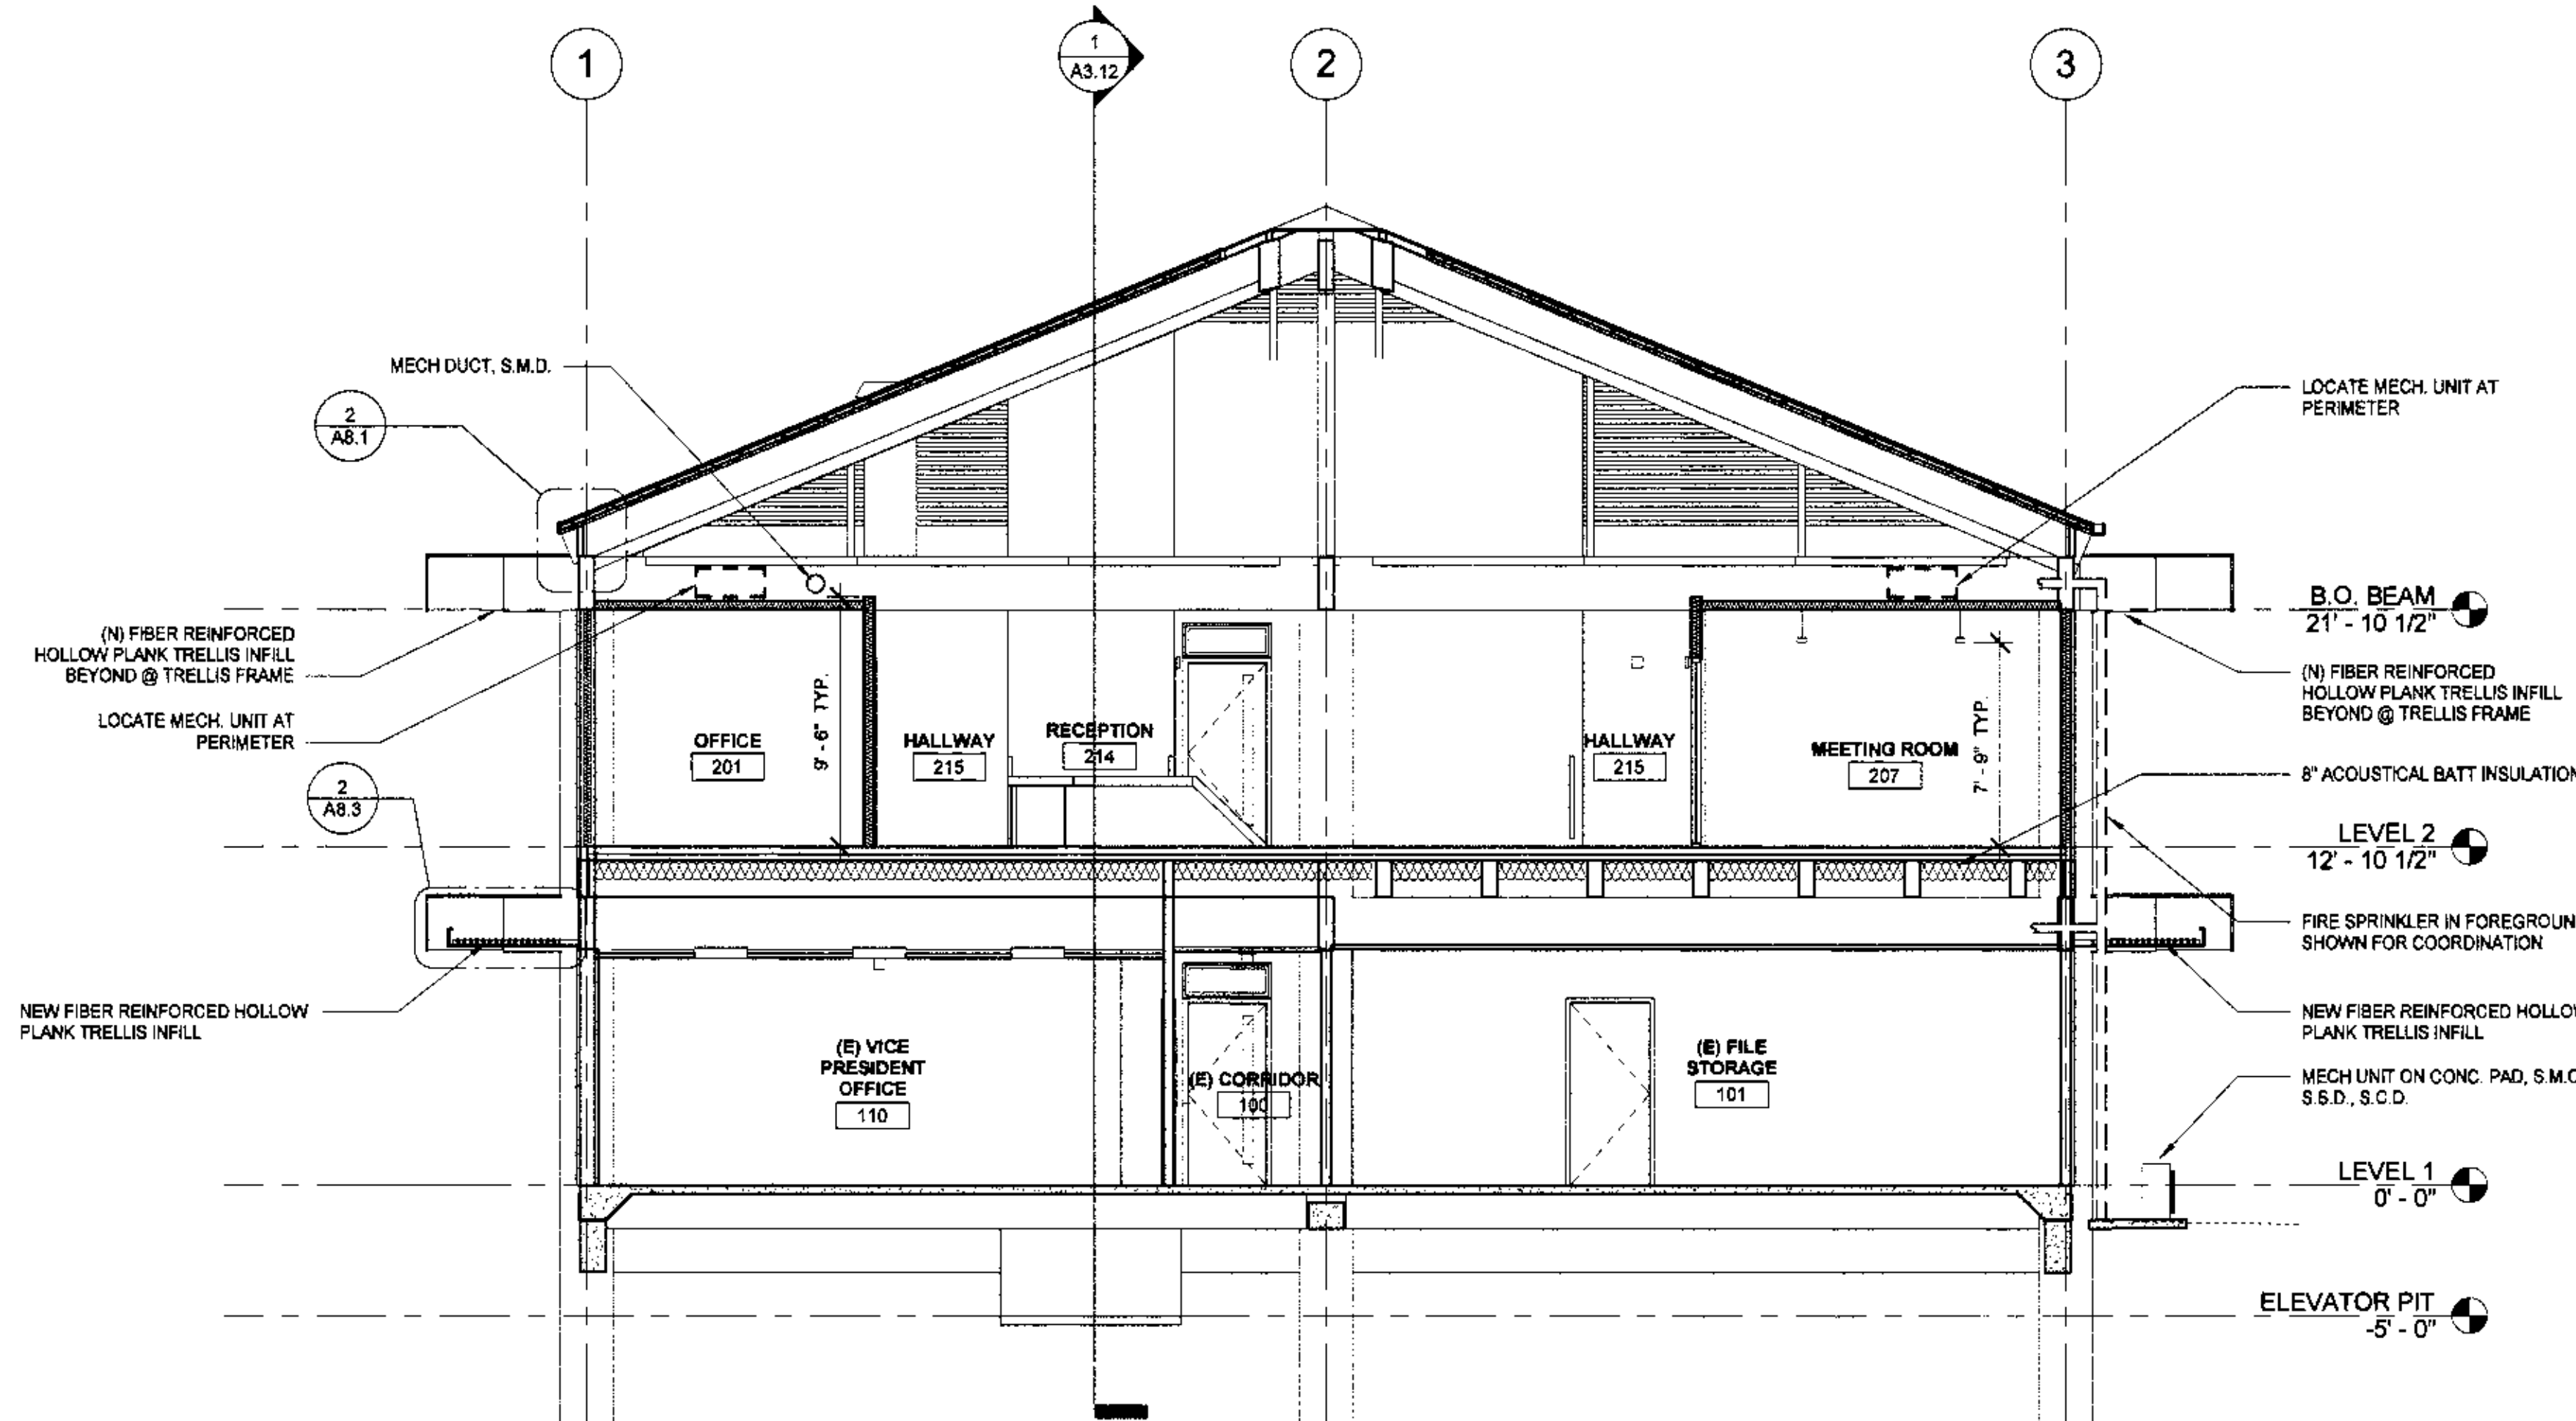 1
1
A3.12
2
3
MECH DUCT, S.M.D.
2
A8.1
LOCATE MECH. UNIT AT
PERIMETER
B.O. BEAM
21' - 10 1/2"
(N) FIBER REINFORCED
HOLLOW PLANK TRELLIS INFILL
BEYOND @ TRELLIS FRAME
(N) FIBER REINFORCED
HOLLOW PLANK TRELLIS INFILL
BEYOND @ TRELLIS FRAME
LOCATE MECH. UNIT AT
PERIMETER
OFFICE
201
9' - 6" TYP.
HALLWAY
215
RECEPTION
214
HALLWAY
215
MEETING ROOM
207
7' - 9" TYP.
8" ACOUSTICAL BATT INSULATION
2
A8.3
LEVEL 2
12' - 10 1/2"
FIRE SPRINKLER IN FOREGROUN
SHOWN FOR COORDINATION
NEW FIBER REINFORCED HOLLOW
PLANK TRELLIS INFILL
NEW FIBER REINFORCED HOLLOW
PLANK TRELLIS INFILL
(E) VICE
PRESIDENT
OFFICE
110
(E) CORRIDOR
100
(E) FILE
STORAGE
101
MECH UNIT ON CONC. PAD, S.M.
S.S.D., S.C.D.
LEVEL 1
0' - 0"
ELEVATOR PIT
-5' - 0"